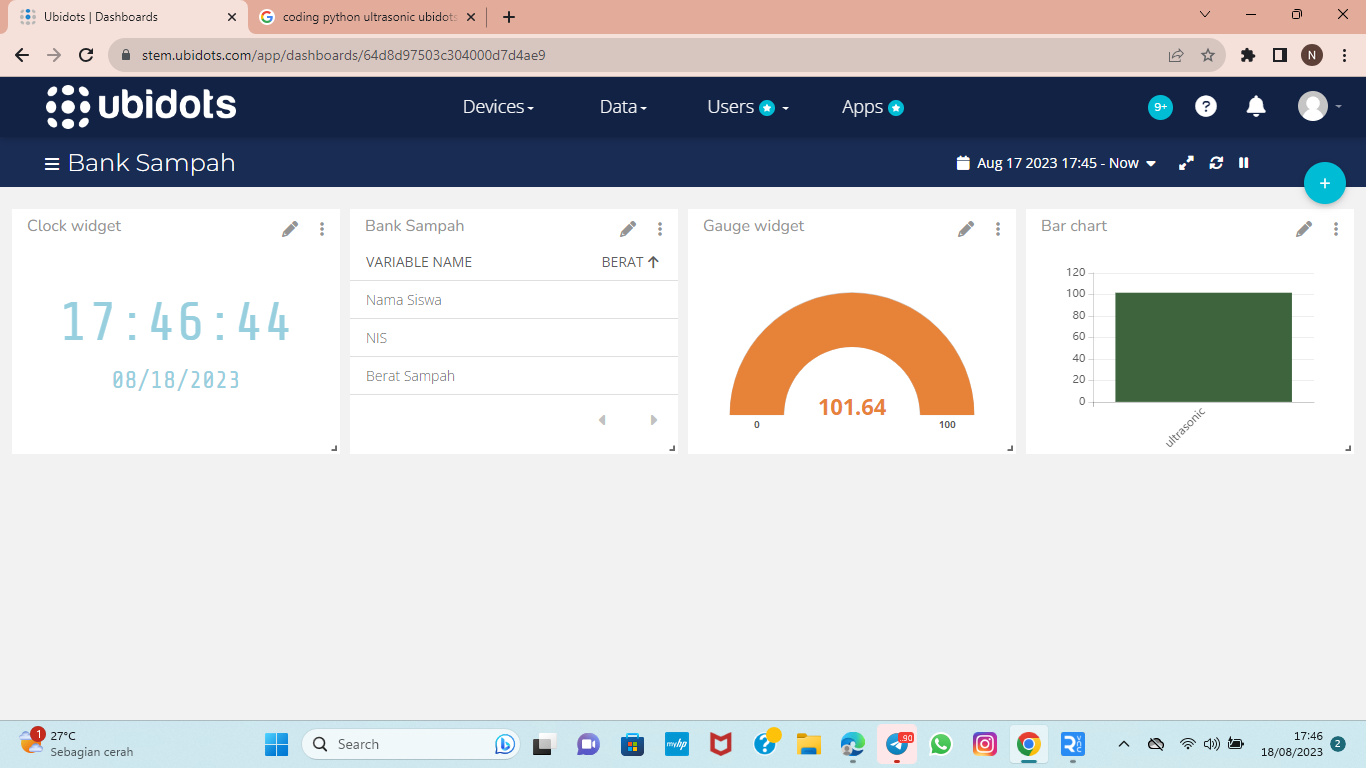 Ubidots | Dashboards
coding python ultrasonic ubidots
stem.ubidots.com/app/dashboards/64d8d97503c304000d7d4ae9
N
ubidots
Devices
Data
Users
Apps
9+
?
Bank Sampah
Aug 17 2023 17:45 - Now
+
Clock widget
17:46:44
08/18/2023
Bank Sampah
VARIABLE NAME
BERAT
Nama Siswa
NIS
Berat Sampah
Gauge widget
101.64
0
100
Bar chart
120
100
80
60
40
20
0
ultrasonic
1
27°C
Sebagian cerah
Search
myhp
?
90
17:46
18/08/2023
2